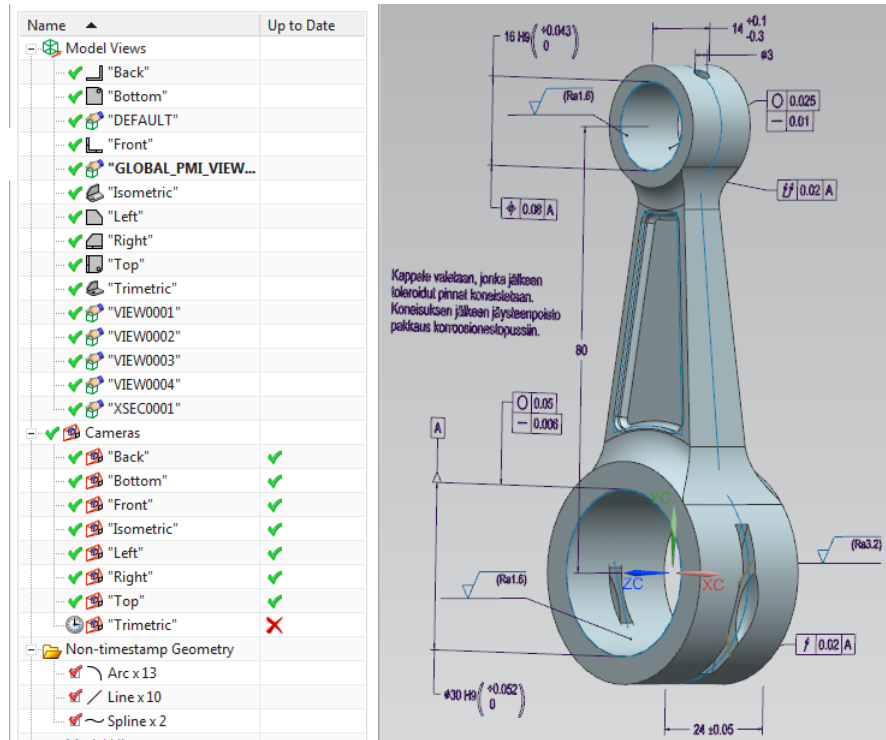 Name Up to Date
Model Views
"Back"
"Bottom"
"DEFAULT"
"Front"
"GLOBAL_PMI_VIEW...
"Isometric"
"Left"
"Right"
"Top"
"Trimetric"
"VIEW0001"
"VIEW0002"
"VIEW0003"
"VIEW0004"
"XSEC0001"
Cameras
"Back"
"Bottom"
"Front"
"Isometric"
"Left"
"Right"
"Top"
"Trimetric"
Non-timestamp Geometry
Arc x 13
Line x 10
Spline x 2
16 H9 ( +0.043 0 )
14 +0.1 -0.3
ø3
(Ra1.6)
0.025
0.01
0.02 A
0.08 A
Kappale valetaan, jonka jälkeen
toleroidut pinnat koneistetaan.
Koneisuksen jälkeen jäysteenpoisto
pakkaus korroosionestopussiin.
80
0.05
0.006
A
YC
ZC
XC
(Ra3.2)
(Ra1.6)
0.02 A
ø30 H9 ( +0.052 0 )
24 ±0.05